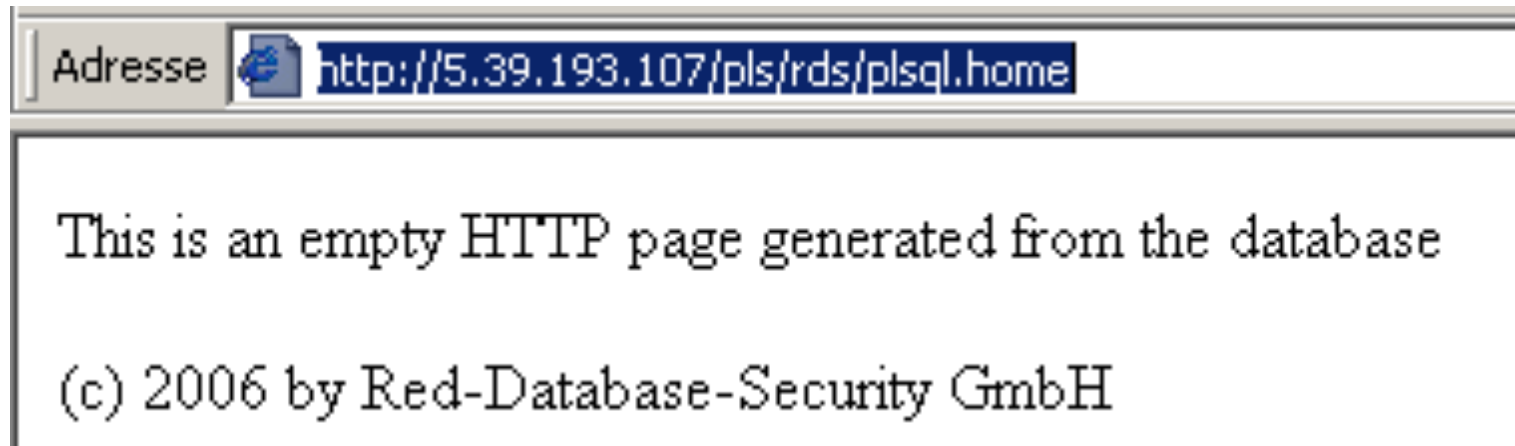 Adresse http://5.39.193.107/pls/rds/plsql.home
This is an empty HTTP page generated from the database
(c) 2006 by Red-Database-Security GmbH